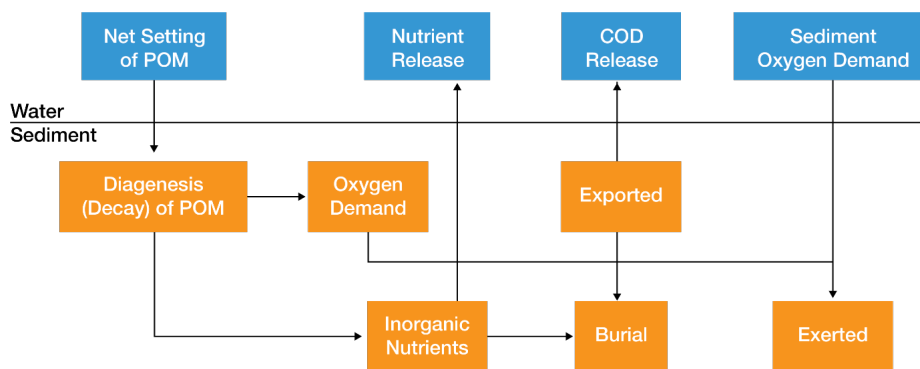 Net Setting
of POM
Nutrient
Release
COD
Release
Sediment
Oxygen Demand
Water
Sediment
Diagenesis
(Decay) of POM
Oxygen
Demand
Exported
Inorganic
Nutrients
Burial
Exerted